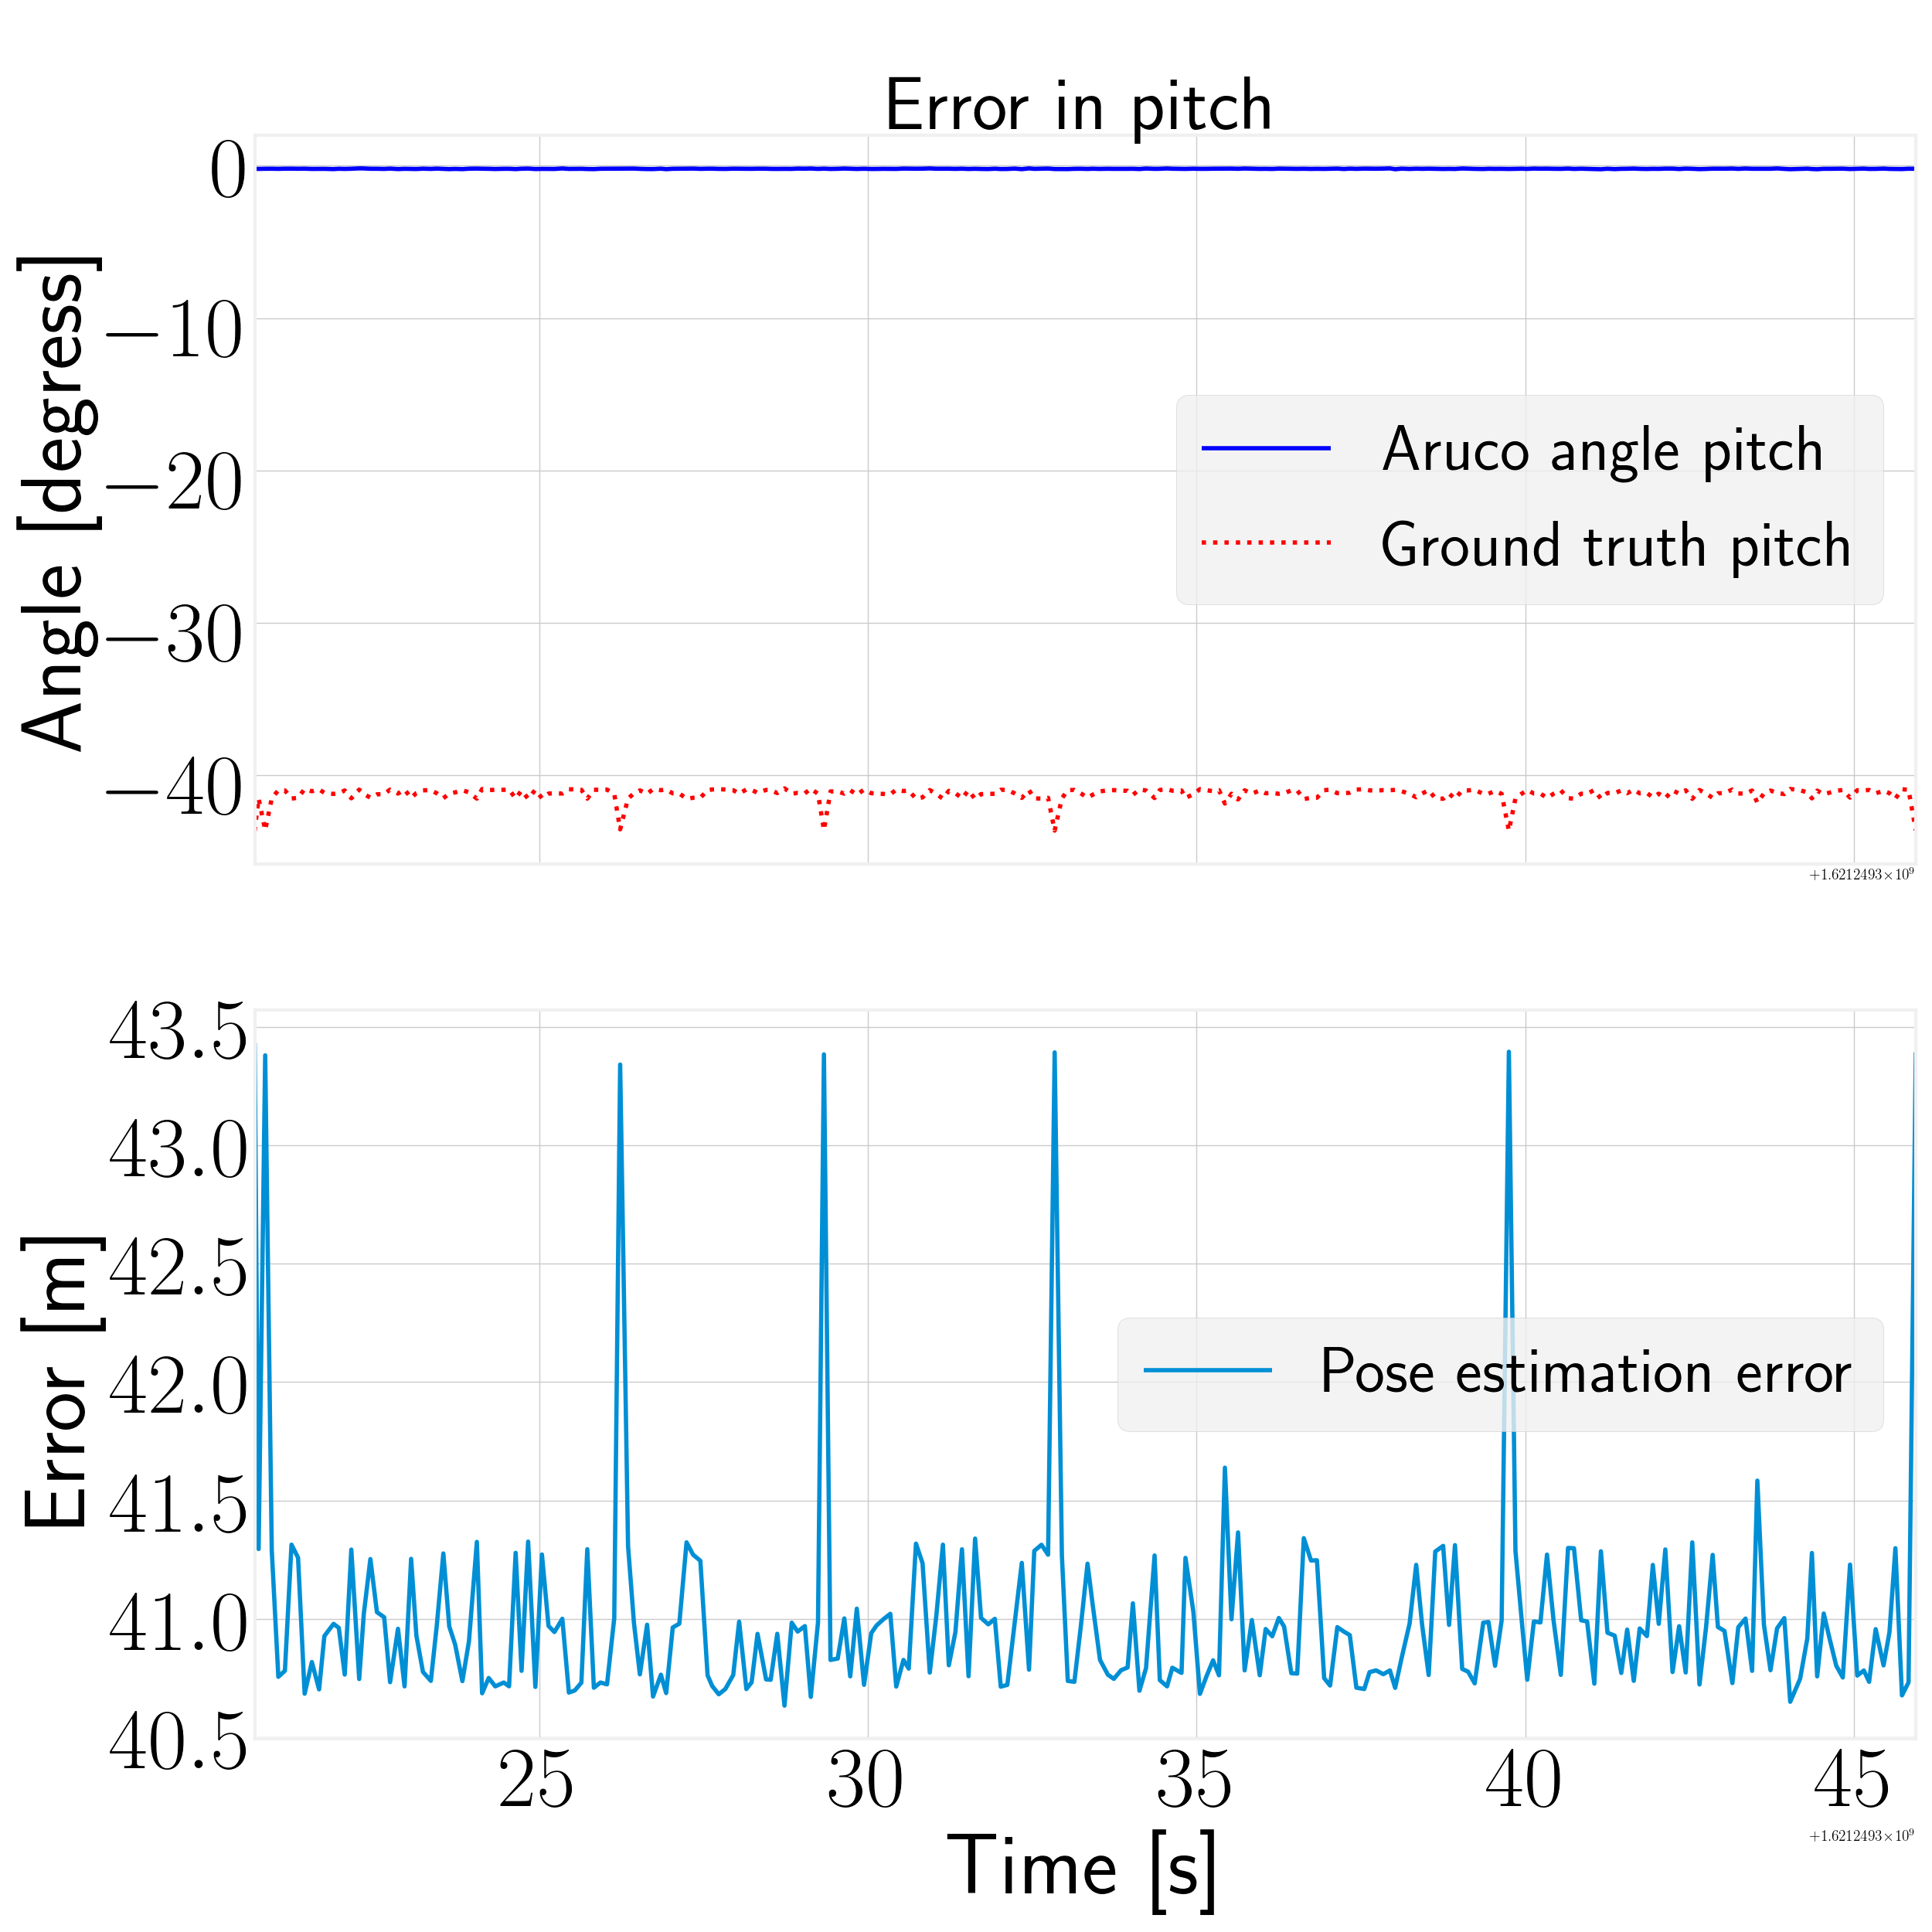 Error in pitch
Angle [degress]
0
−10
−20
−30
−40
Aruco angle pitch
Ground truth pitch
+1.6212493×10⁹
Error [m]
43.5
43.0
42.5
42.0
41.5
41.0
40.5
Pose estimation error
25 30 35 40 45
+1.6212493×10⁹
Time [s]